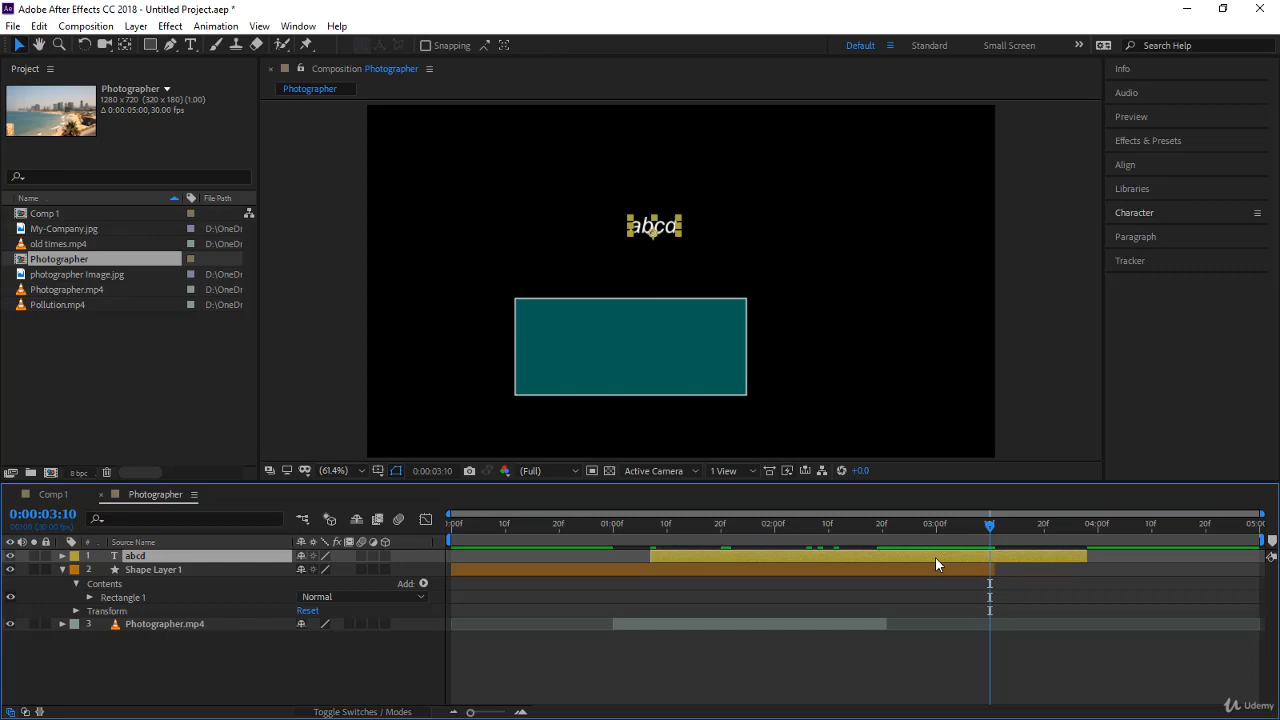 Adobe After Effects CC 2018 - Untitled Project.aep *
File Edit Composition Layer Effect Animation View Window Help
Snapping Default Standard Small Screen Search Help
Project
Composition Photographer
Photographer
Photographer
1280 x 720 (320 x 180) (1.00)
Δ 0:00:05:00, 30.00 fps
Name File Path
Comp 1
My-Company.jpg D:\OneDr
old times.mp4 D:\OneDr
Photographer
photographer Image.jpg D:\OneDr
Photographer.mp4 D:\OneDr
Pollution.mp4 D:\OneDr
abcd
Info
Audio
Preview
Effects & Presets
Align
Libraries
Character
Paragraph
Tracker
8 bpc
(61.4%) 0:00:03:10 (Full) Active Camera 1 View +0.0
Comp 1 Photographer
0:00:03:10
00100 (30.00 fps)
:00f 10f 20f 01:00f 10f 20f 02:00f 10f 20f 03:00f 20f 04:00f 10f 20f 05:00
# Source Name
1 T abcd
2 Shape Layer 1
Contents Add:
Rectangle 1 Normal
Transform Reset
3 Photographer.mp4
Toggle Switches / Modes
Udemy